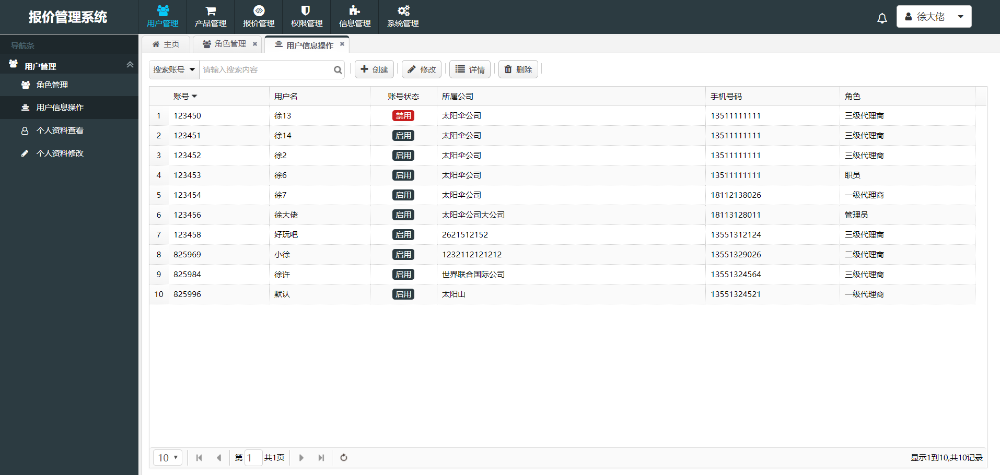 报价管理系统
用户管理 产品管理 报价管理 权限管理 信息管理 系统管理
徐大佬
导航条
用户管理
角色管理
用户信息操作
个人资料查看
个人资料修改
主页 角色管理 用户信息操作
搜索账号 请输入搜索内容 创建 修改 详情 删除
账号 用户名 账号状态 所属公司 手机号码 角色
1 123450 徐13 禁用 太阳伞公司 13511111111 三级代理商
2 123451 徐14 启用 太阳伞公司 13511111111 三级代理商
3 123452 徐2 启用 太阳伞公司 13511111111 三级代理商
4 123453 徐6 启用 太阳伞公司 13511111111 职员
5 123454 徐7 启用 太阳伞公司 18112138026 一级代理商
6 123456 徐大佬 启用 太阳伞公司大公司 18113128011 管理员
7 123458 好玩吧 启用 2621512152 13551312124 三级代理商
8 825969 小徐 启用 1232112121212 13551329026 二级代理商
9 825984 徐许 启用 世界联合国际公司 13551324564 三级代理商
10 825996 默认 启用 太阳山 13551324521 一级代理商
10 第 1 共1页 显示1到10,共10记录